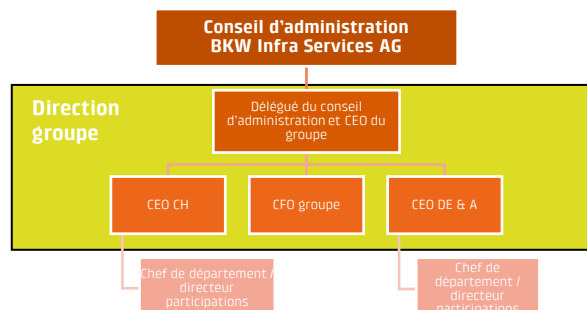 Conseil d'administration
BKW Infra Services AG
Direction
groupe
Délégué du conseil
d'administration et CEO du
groupe
CEO CH
CFO groupe
CEO DE & A
Chef de département /
directeur
participations
Chef de
département /
directeur
participations